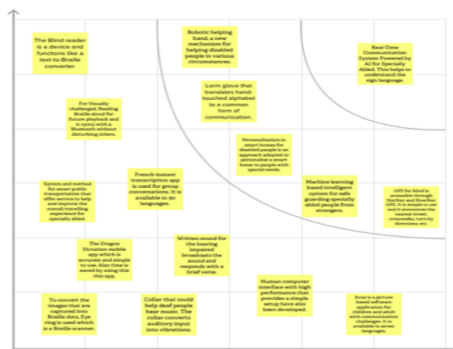 The Blind reader
is a device and
functions like a
text-to-Braille
converter.
Robotic helping
hand, a new
mechanism for
helping disabled
people in various
circumstances.
Real-Time
Communication
System Powered by
AI for Specially
Abled. This helps to
understand the
sign language.
Lorm glove that
translates hand-
touched alphabet
to a common
form of
communication.
For Visually
challenged, Reading
Braille aloud for
future playback and
it syncs with a
Bluetooth without
disturbing others.
Personalization in
smart homes for
disabled people is an
approach adopted to
personalize a smart
home to people with
special needs.
System and method
for smart public
transportation that
offer service to help
and improve the
overall travelling
experience for
specially abled.
French instant
transcription app
is used for group
conversations. It is
available in 90
languages.
Machine learning
based intelligent
system for safe
guarding specially
abled people from
strangers.
GPS for blind is
accessible through
and
GPS. It is simple to use
and it announces the
nearest street,
crosswalks, turn-by
directions, etc.
The Dragon
Dictation mobile
app which is
accurate and simple
to use. Also time is
saved by using this
this app.
Written sound for
the hearing
impaired
broadcasts the
sound and
responds with a
brief verse.
To convert the
images that are
captured into
Braille dots, Eye
ring is used which
is a Braille scanner.
Collar that could
help deaf people
hear music. The
collar converts
auditory input
into vibrations.
Human computer
interface with high
performance that
provides a simple
setup have also
been developed.
Avaz is a picture
based software
application for
children and adult
with communication
challenges. It is
available in seven
languages.